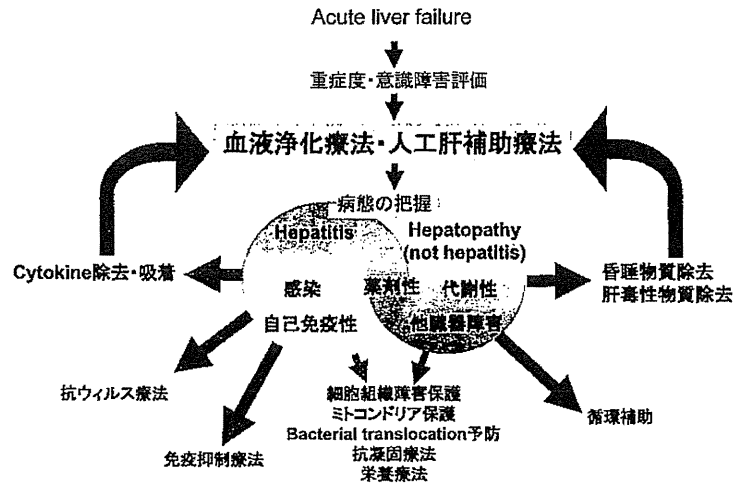 Acute liver failure
重症度・意識障害評価
血液浄化療法・人工肝補助療法
病態の把握
Hepatitis
Hepatopathy
(not hepatitis)
Cytokine除去・吸着
感染
薬剤性
代謝性
昏睡物質除去
肝毒性物質除去
自己免疫性
他臓器障害
抗ウィルス療法
免疫抑制療法
細胞組織障害保護
ミトコンドリア保護
Bacterial translocation予防
抗凝固療法
栄養療法
循環補助